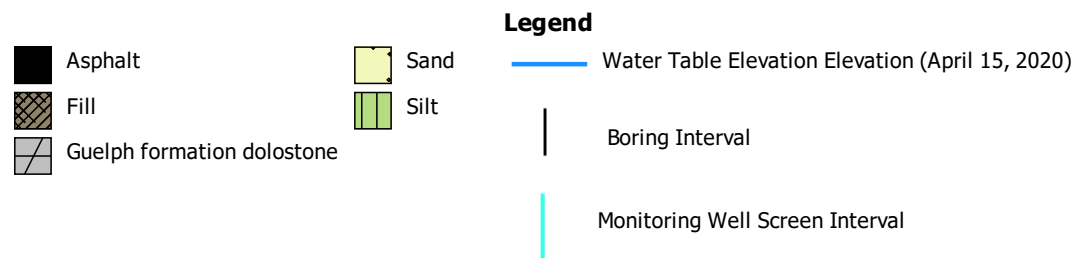 Legend
Asphalt
Fill
Guelph formation dolostone
Sand
Silt
Water Table Elevation Elevation (April 15, 2020)
Boring Interval
Monitoring Well Screen Interval